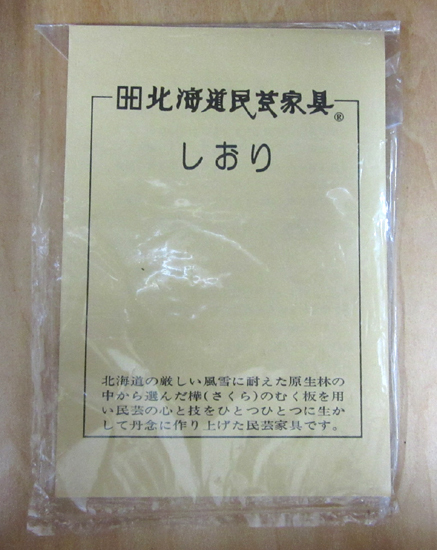 北海道民芸家具®
しおり
北海道の厳しい風雪に耐えた原生林の
中から選んだ樺(さくら)のむく板を用
い民芸の心と技をひとつひとつに生か
して丹念に作り上げた民芸家具です。